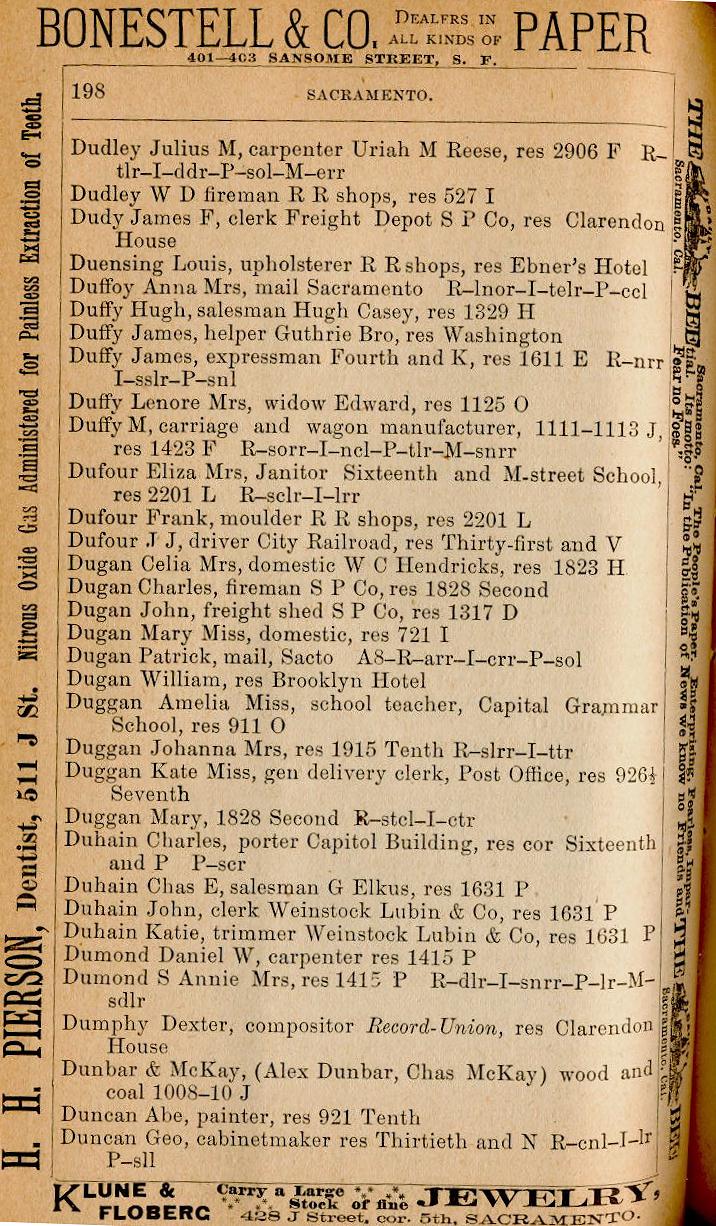 BONESTELL & CO. DEALERS IN ALL KINDS OF PAPER
401—403 SANSOME STREET, S. F.
198 SACRAMENTO.
Dudley Julius M, carpenter Uriah M Reese, res 2906 F R–
tlr–I–ddr–P–sol–M–err
Dudley W D fireman R R shops, res 527 I
Dudy James F, clerk Freight Depot S P Co, res Clarendon
House
Duensing Louis, upholsterer R R shops, res Ebner's Hotel
Duffoy Anna Mrs, mail Sacramento R–lnor–I–telr–P–ccl
Duffy Hugh, salesman Hugh Casey, res 1329 H
Duffy James, helper Guthrie Bro, res Washington
Duffy James, expressman Fourth and K, res 1611 E R–nrr
I–sslr–P–snl
Duffy Lenore Mrs, widow Edward, res 1125 O
Duffy M, carriage and wagon manufacturer, 1111–1113 J,
res 1423 F R–sorr–I–ncl–P–tlr–M–snrr
Dufour Eliza Mrs, Janitor Sixteenth and M-street School,
res 2201 L R–sclr–I–lrr
Dufour Frank, moulder R R shops, res 2201 L
Dufour J J, driver City Railroad, res Thirty-first and V
Dugan Celia Mrs, domestic W C Hendricks, res 1823 H
Dugan Charles, fireman S P Co, res 1828 Second
Dugan John, freight shed S P Co, res 1317 D
Dugan Mary Miss, domestic, res 721 I
Dugan Patrick, mail, Sacto A8–R–arr–I–crr–P–sol
Dugan William, res Brooklyn Hotel
Duggan Amelia Miss, school teacher, Capital Grammar
School, res 911 O
Duggan Johanna Mrs, res 1915 Tenth R–slrr–I–ttr
Duggan Kate Miss, gen delivery clerk, Post Office, res 926½
Seventh
Duggan Mary, 1828 Second R–stcl–I–ctr
Duhain Charles, porter Capitol Building, res cor Sixteenth
and P P–scr
Duhain Chas E, salesman G Elkus, res 1631 P
Duhain John, clerk Weinstock Lubin & Co, res 1631 P
Duhain Katie, trimmer Weinstock Lubin & Co, res 1631 P
Dumond Daniel W, carpenter res 1415 P
Dumond S Annie Mrs, res 1415 P R–dlr–I–snrr–P–lr–M–
sdlr
Dumphy Dexter, compositor Record-Union, res Clarendon
House
Dunbar & McKay, (Alex Dunbar, Chas McKay) wood and
coal 1008–10 J
Duncan Abe, painter, res 921 Tenth
Duncan Geo, cabinetmaker res Thirtieth and N R–cnl–I–lr
P–sll
KLUNE & FLOBERG Carry a Large Stock of fine JEWELRY,
428 J Street, cor. 5th, SACRAMENTO.
H. H. PIERSON, Dentist, 511 J St. Nitrous Oxide Gas Administered for Painless Extraction of Teeth.
THE BEE
Sacramento, Cal.
Sacramento, Cal. The People's Paper. Enterprising, Fearless, Impar-
tial. Its motto: "In the Publication of News we know no Friends and
Fear no Foes."
THE BEE
Sacramento, Cal.